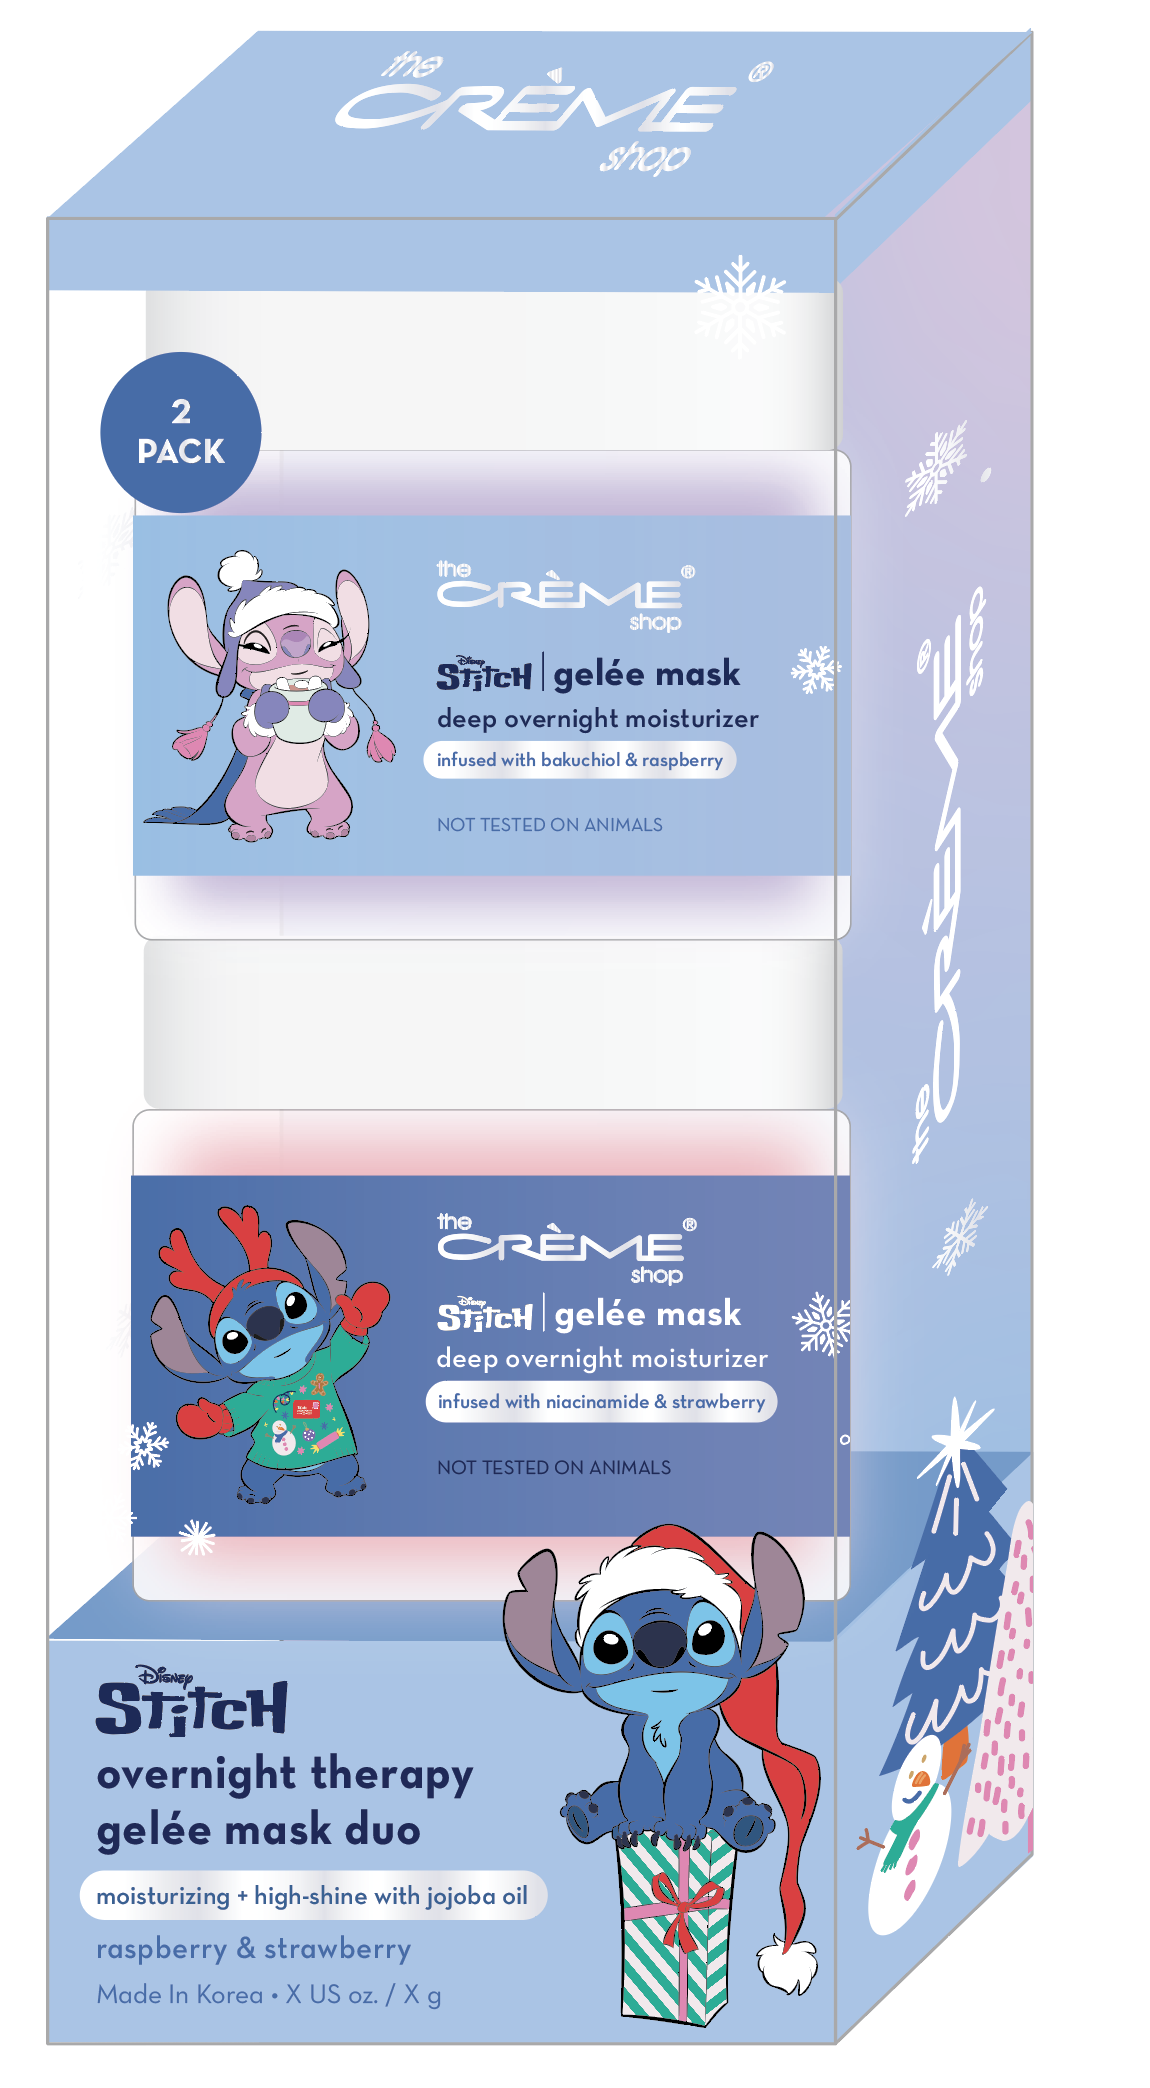 the
CRÈME®
shop
2
PACK
the
CRÈME®
shop
Disney
Stitch | gelée mask
deep overnight moisturizer
infused with bakuchiol & raspberry
NOT TESTED ON ANIMALS
the
CRÈME®
shop
Disney
Stitch | gelée mask
deep overnight moisturizer
infused with niacinamide & strawberry
NOT TESTED ON ANIMALS
Disney
Stitch
overnight therapy
gelée mask duo
moisturizing + high-shine with jojoba oil
raspberry & strawberry
Made In Korea • X US oz. / X g
the
CRÈME®
shop